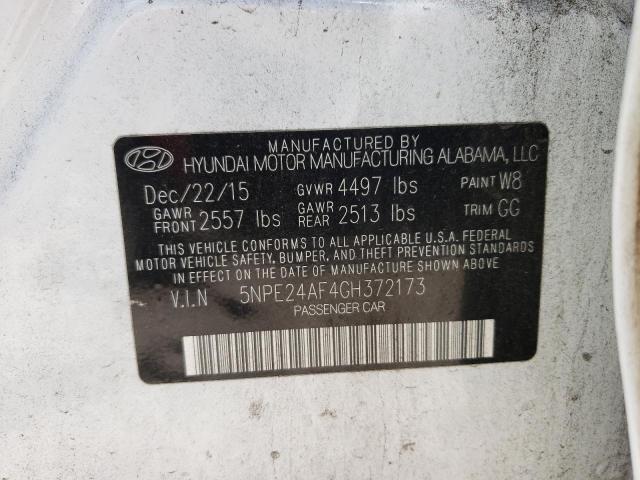 MANUFACTURED BY
HYUNDAI MOTOR MANUFACTURING ALABAMA, LLC
Dec/22/15 GVWR 4497 lbs PAINT W8
GAWR FRONT 2557 lbs GAWR REAR 2513 lbs TRIM GG
THIS VEHICLE CONFORMS TO ALL APPLICABLE U.S.A. FEDERAL
MOTOR VEHICLE SAFETY, BUMPER, AND THEFT PREVENTION STANDARDS
IN EFFECT ON THE DATE OF MANUFACTURE SHOWN ABOVE.
V.I.N 5NPE24AF4GH372173
PASSENGER CAR